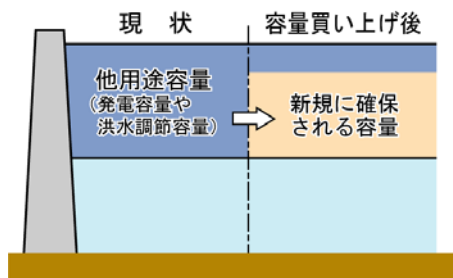 現　状
容量買い上げ後
他用途容量
（発電容量や
洪水調節容量）
新規に確保
される容量